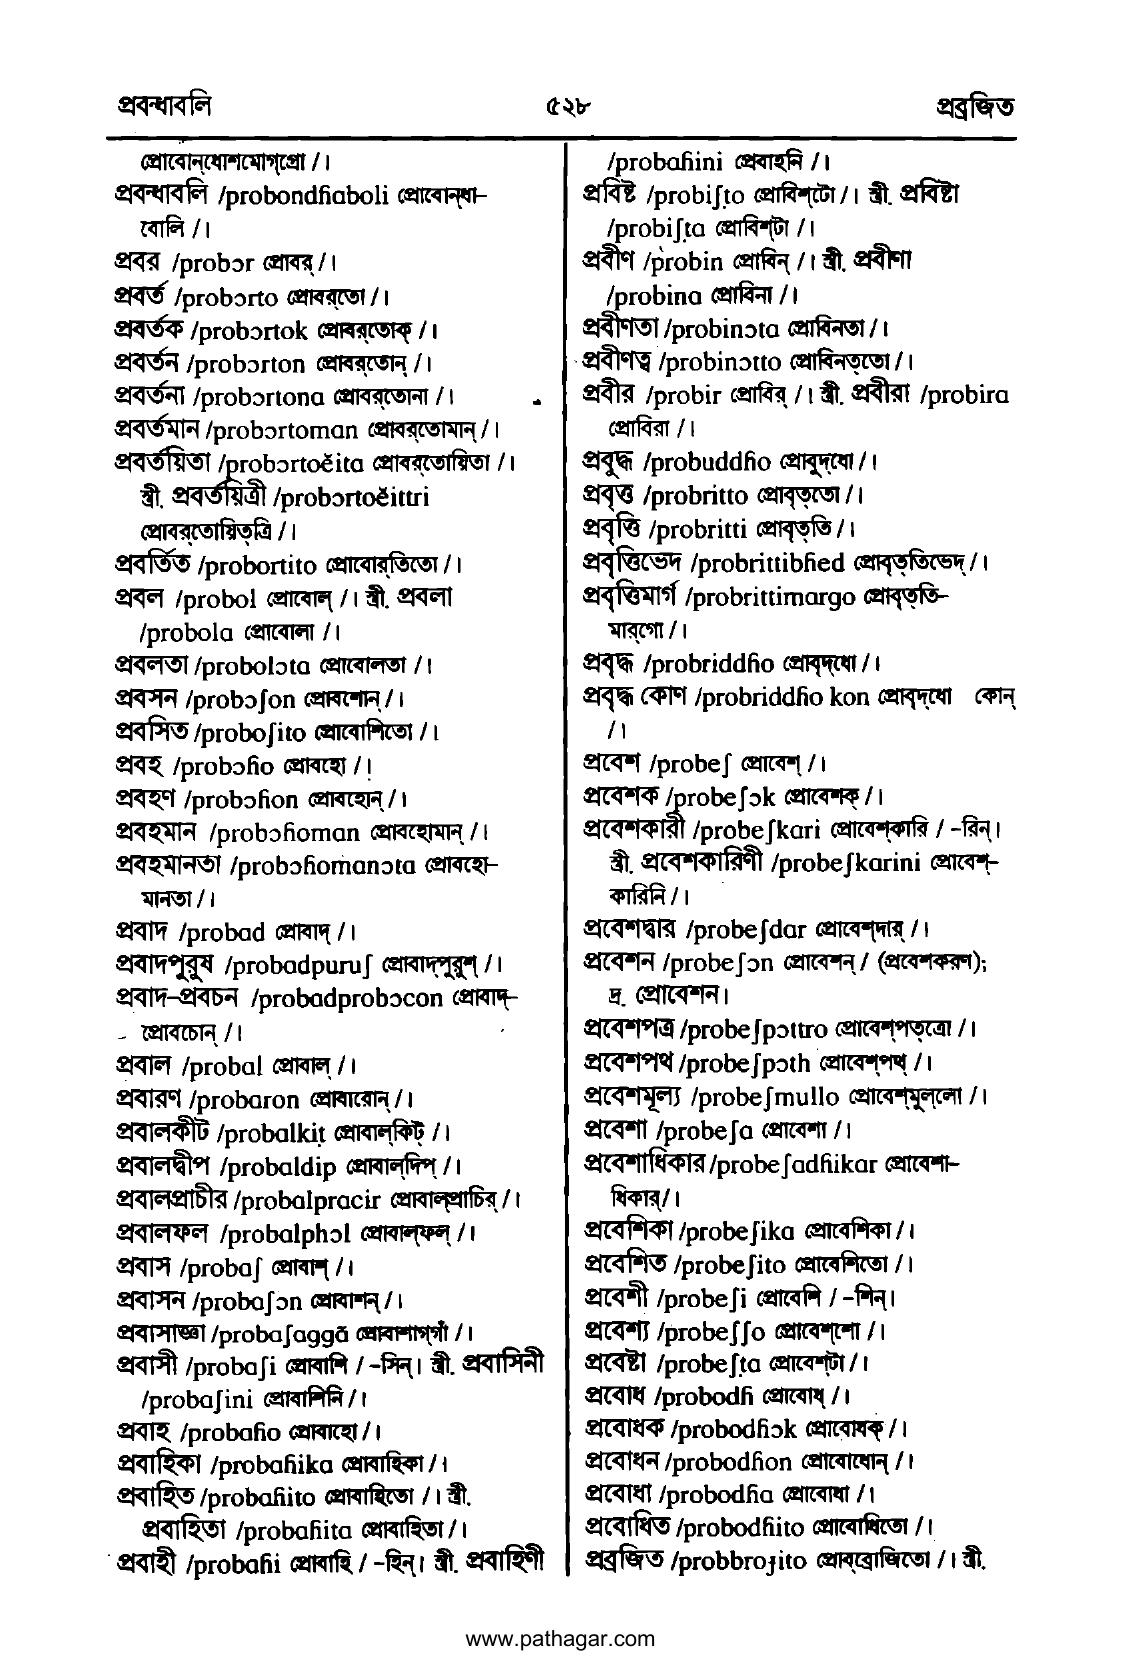 প্রবন্ধাবলি ৫২৮ প্রব্রজিত
প্রোবোন্‌ধোশমোগ্‌গ্রো /।
প্রবন্ধাবলি /probondɦaboli প্রোবোন্‌ধা–
বোলি /।
প্রবর /probɔr প্রোবর্ /।
প্রবর্ত /probɔrto প্রোবর্‌তো /।
প্রবর্তক /probɔrtok প্রোবর্‌তোক্ /।
প্রবর্তন /probɔrton প্রোবর্‌তোন্ /।
প্রবর্তনা /probɔrtona প্রোবর্‌তোনা /।
প্রবর্তমান /probɔrtoman প্রোবর্‌তোমান্ /।
প্রবর্তয়িতা /probɔrtoĕita প্রোবর্‌তোয়িতা /।
স্ত্রী. প্রবর্তয়িত্রী /probɔrtoĕittri
প্রোবর্‌তোয়িত্‌ত্রি /।
প্রবর্তিত /probortito প্রোবোর্‌তিতো /।
প্রবল /probol প্রোবোল্ /। স্ত্রী. প্রবলা
/probola প্রোবোলা /।
প্রবলতা /probolɔta প্রোবোলতা /।
প্রবসন /probɔʃon প্রোবশোন্ /।
প্রবসিত /proboʃito প্রোবোশিতো /।
প্রবহ /probɔɦo প্রোবহো /।
প্রবহণ /probɔɦon প্রোবহোন্ /।
প্রবহমান /probɔɦoman প্রোবহোমান্ /।
প্রবহমানতা /probɔɦomanɔta প্রোবহো–
মানতা /।
প্রবাদ /probad প্রোবাদ্ /।
প্রবাদপুরুষ /probadpuruʃ প্রোবাদ্‌পুরুশ্ /।
প্রবাদ–প্রবচন /probadprobɔcon প্রোবাদ্–
প্রোবচোন্ /।
প্রবাল /probal প্রোবাল্ /।
প্রবারণ /probaron প্রোবারোন্ /।
প্রবালকীট /probalkiṭ প্রোবাল্‌কিট্ /।
প্রবালদ্বীপ /probaldip প্রোবাল্‌দিপ্ /।
প্রবালপ্রাচীর /probalpracir প্রোবাল্‌প্রাচির্ /।
প্রবালফল /probalphɔl প্রোবাল্‌ফল্ /।
প্রবাস /probaʃ প্রোবাশ্ /।
প্রবাসন /probaʃɔn প্রোবাশন্ /।
প্রবাসাজ্ঞা /probaʃaggã প্রোবাশাগ্‌গাঁ /।
প্রবাসী /probaʃi প্রোবাশি / –সিন্। স্ত্রী. প্রবাসিনী
/probaʃini প্রোবাশিনি /।
প্রবাহ /probaɦo প্রোবাহো /।
প্রবাহিকা /probaɦika প্রোবাহিকা /।
প্রবাহিত /probaɦito প্রোবাহিতো /। স্ত্রী.
প্রবাহিতা /probaɦita প্রোবাহিতা /।
প্রবাহী /probaɦi প্রোবাহি / –হিন্। স্ত্রী. প্রবাহিণী
/probaɦini প্রোবাহনি /।
প্রবিষ্ট /probiʃṭo প্রোবিশ্‌টো /। স্ত্রী. প্রবিষ্টা
/probiʃṭa প্রোবিশ্‌টা /।
প্রবীণ /probin প্রোবিন্ /। স্ত্রী. প্রবীণা
/probina প্রোবিনা /।
প্রবীণতা /probinɔta প্রোবিনতা /।
প্রবীণত্ব /probinɔtto প্রোবিনত্‌তো /।
প্রবীর /probir প্রোবির্ /। স্ত্রী. প্রবীরা /probira
প্রোবিরা /।
প্রবুদ্ধ /probuddɦo প্রোবুদ্‌ধো /।
প্রবৃত্ত /probritto প্রোবৃত্‌তো /।
প্রবৃত্তি /probritti প্রোবৃত্‌তি /।
প্রবৃত্তিভেদ /probrittibɦed প্রোবৃত্‌তিভেদ্ /।
প্রবৃত্তিমার্গ /probrittimargo প্রোবৃত্‌তি–
মার্‌গো /।
প্রবৃদ্ধ /probriddɦo প্রোবৃদ্‌ধো /।
প্রবৃদ্ধ কোণ /probriddɦo kon প্রোবৃদ্‌ধো কোন্
/।
প্রবেশ /probeʃ প্রোবেশ্ /।
প্রবেশক /probeʃɔk প্রোবেশক্ /।
প্রবেশকারী /probeʃkari প্রোবেশ্‌কারি / –রিন্।
স্ত্রী. প্রবেশকারিণী /probeʃkarini প্রোবেশ্–
কারিনি /।
প্রবেশদ্বার /probeʃdar প্রোবেশ্‌দার্ /।
প্রবেশন /probeʃɔn প্রোবেশন্ / (প্রবেশকরণ);
দ্র. প্রোবেশন।
প্রবেশপত্র /probeʃpɔttro প্রোবেশ্‌পত্‌ত্রো /।
প্রবেশপথ /probeʃpɔth প্রোবেশ্‌পথ্ /।
প্রবেশমূল্য /probeʃmullo প্রোবেশ্‌মুল্‌লো /।
প্রবেশা /probeʃa প্রোবেশা /।
প্রবেশাধিকার /probeʃadɦikar প্রোবেশা–
ধিকার্ /।
প্রবেশিকা /probeʃika প্রোবেশিকা /।
প্রবেশিত /probeʃito প্রোবেশিতো /।
প্রবেশী /probeʃi প্রোবেশি / –শিন্।
প্রবেশ্য /probeʃʃo প্রোবেশ্‌শো /।
প্রবেষ্টা /probeʃṭa প্রোবেশ্‌টা /।
প্রবোধ /probodɦ প্রোবোধ্ /।
প্রবোধক /probodɦɔk প্রোবোধক্ /।
প্রবোধন /probodɦon প্রোবোধোন্ /।
প্রবোধা /probodɦa প্রোবোধা /।
প্রবোধিত /probodɦito প্রোবোধিতো /।
প্রব্রজিত /probbroɟito প্রোব্‌ব্রোজিতো /। স্ত্রী.
www.pathagar.com